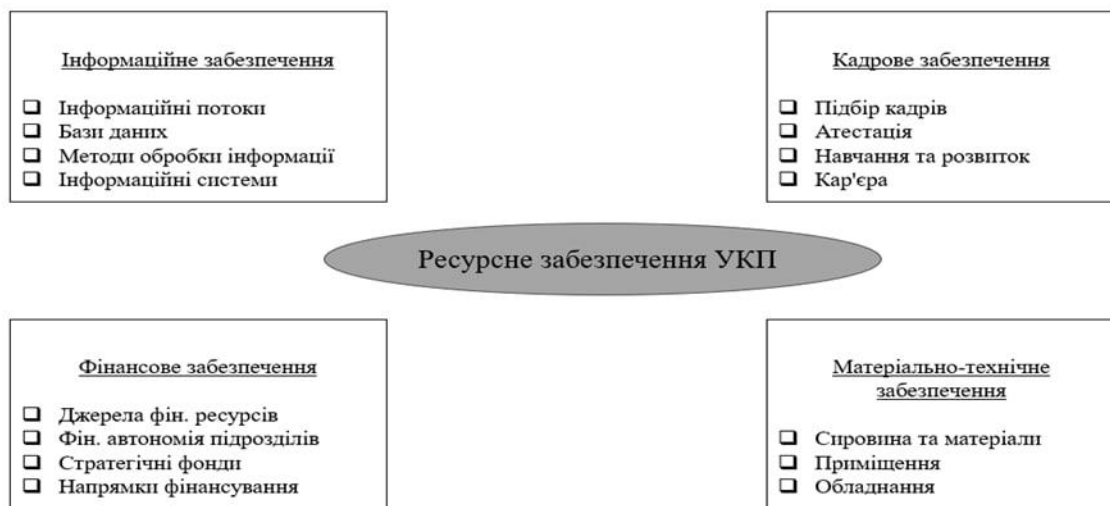 Інформаційне забезпечення
Інформаційні потоки
Бази даних
Методи обробки інформації
Інформаційні системи
Кадрове забезпечення
Підбір кадрів
Атестація
Навчання та розвиток
Кар'єра
Ресурсне забезпечення УКП
Фінансове забезпечення
Джерела фін. ресурсів
Фін. автономія підрозділів
Стратегічні фонди
Напрямки фінансування
Матеріально-технічне
забезпечення
Сировина та матеріали
Приміщення
Обладнання